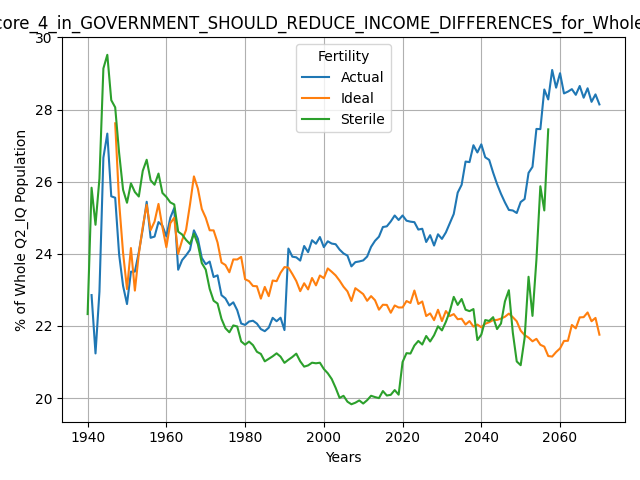 core_4_in_GOVERNMENT_SHOULD_REDUCE_INCOME_DIFFERENCES_for_Whole
Fertility
Actual
Ideal
Sterile
% of Whole Q2_IQ Population
30
28
26
24
22
20
1940
1960
1980
2000
2020
2040
2060
Years